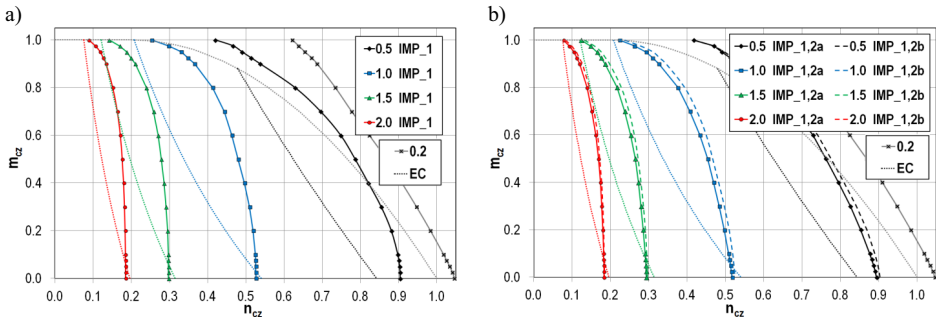 a)
1.0
0.8
0.6
0.4
0.2
0.0
m_cz
0.5 IMP_1
1.0 IMP_1
1.5 IMP_1
2.0 IMP_1
0.2
EC
0.0 0.1 0.2 0.3 0.4 0.5 0.6 0.7 0.8 0.9 1.0
n_cz
b)
1.0
0.8
0.6
0.4
0.2
0.0
m_cz
0.5 IMP_1,2a 0.5 IMP_1,2b
1.0 IMP_1,2a 1.0 IMP_1,2b
1.5 IMP_1,2a 1.5 IMP_1,2b
2.0 IMP_1,2a 2.0 IMP_1,2b
0.2
EC
0.0 0.1 0.2 0.3 0.4 0.5 0.6 0.7 0.8 0.9 1.0
n_cz